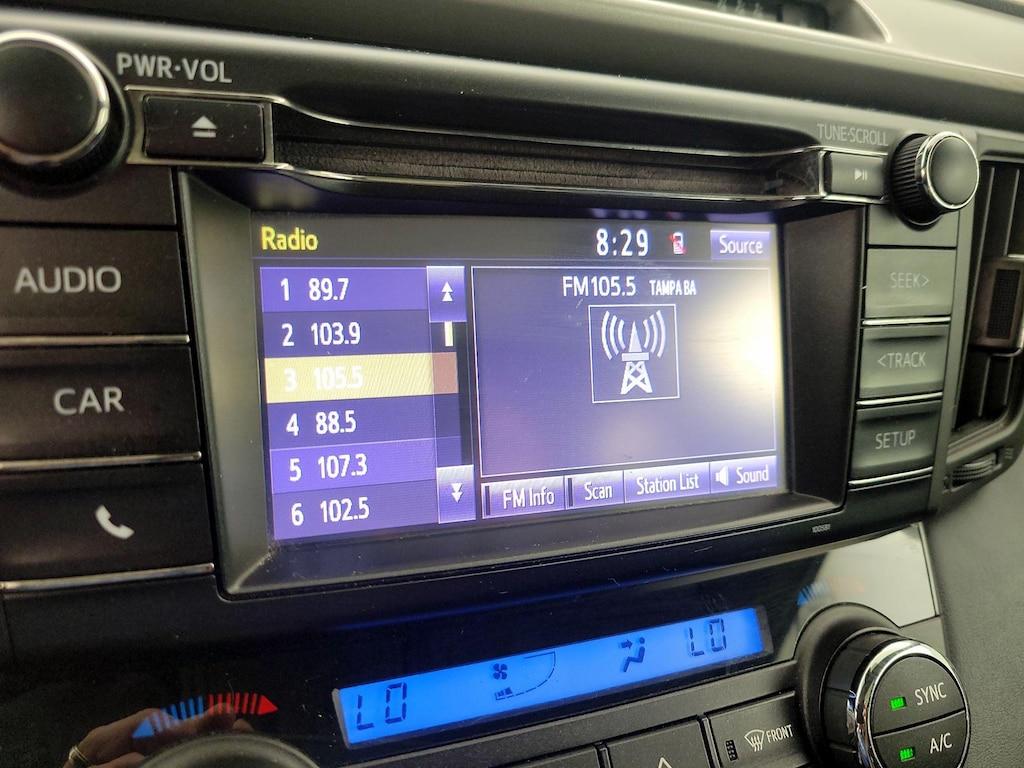 PWR·VOL
TUNE·SCROLL
AUDIO
CAR
Radio
8:29
Source
1 89.7
2 103.9
3 105.5
4 88.5
5 107.3
6 102.5
FM105.5 TAMPA BA
FM Info
Scan
Station List
Sound
SEEK>
<TRACK
SETUP
100581
LO
LO
FRONT
SYNC
A/C